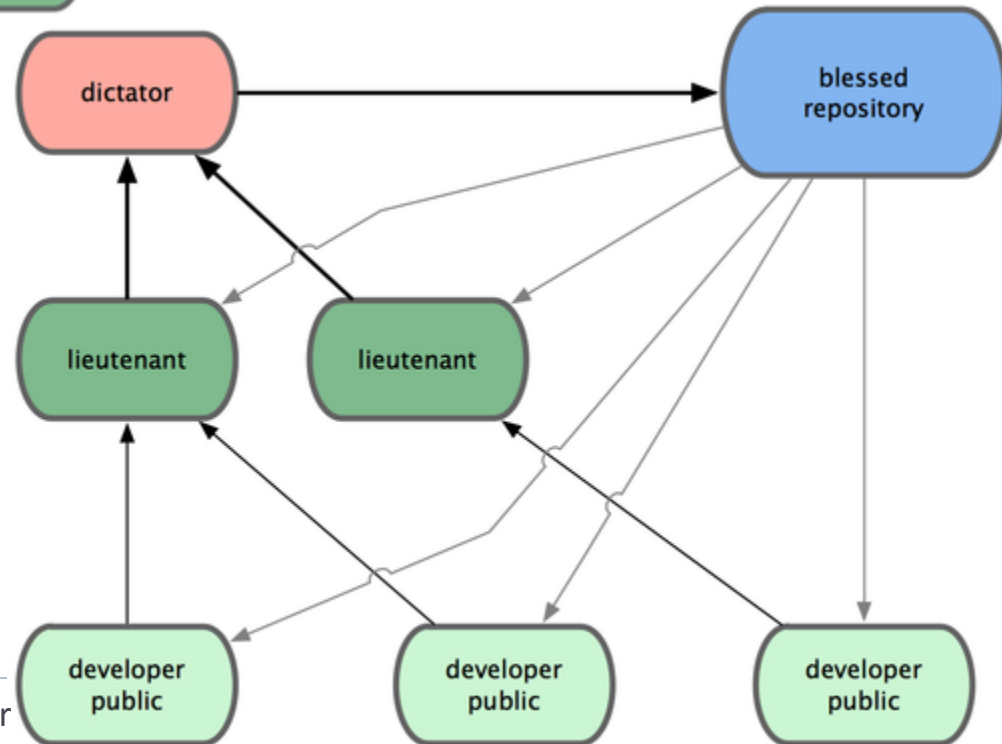 dictator
blessed
repository
lieutenant
lieutenant
developer
public
developer
public
developer
public
r